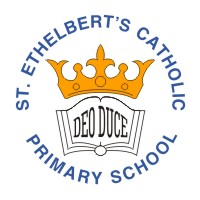 ST. ETHELBERT'S CATHOLIC
DEO DUCE
PRIMARY SCHOOL